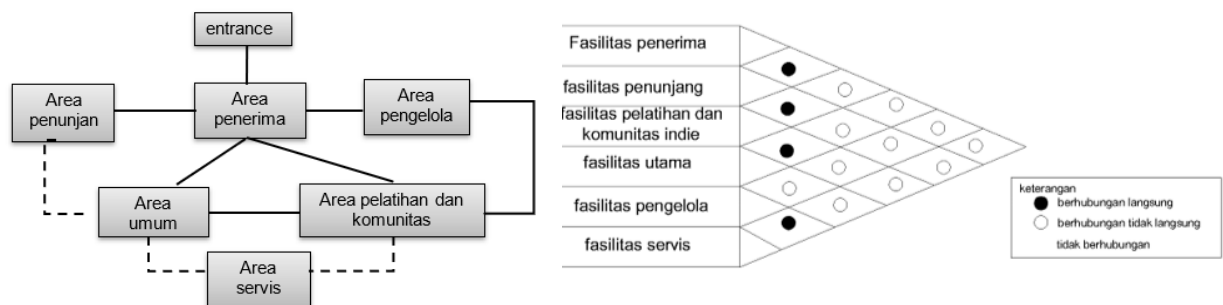 entrance
Area
penunjan
Area
penerima
Area
pengelola
Area
umum
Area pelatihan dan
komunitas
Area
servis
Fasilitas penerima
fasilitas penunjang
fasilitas pelatihan dan
komunitas indie
fasilitas utama
fasilitas pengelola
fasilitas servis
keterangan
berhubungan langsung
berhubungan tidak langsung
tidak berhubungan